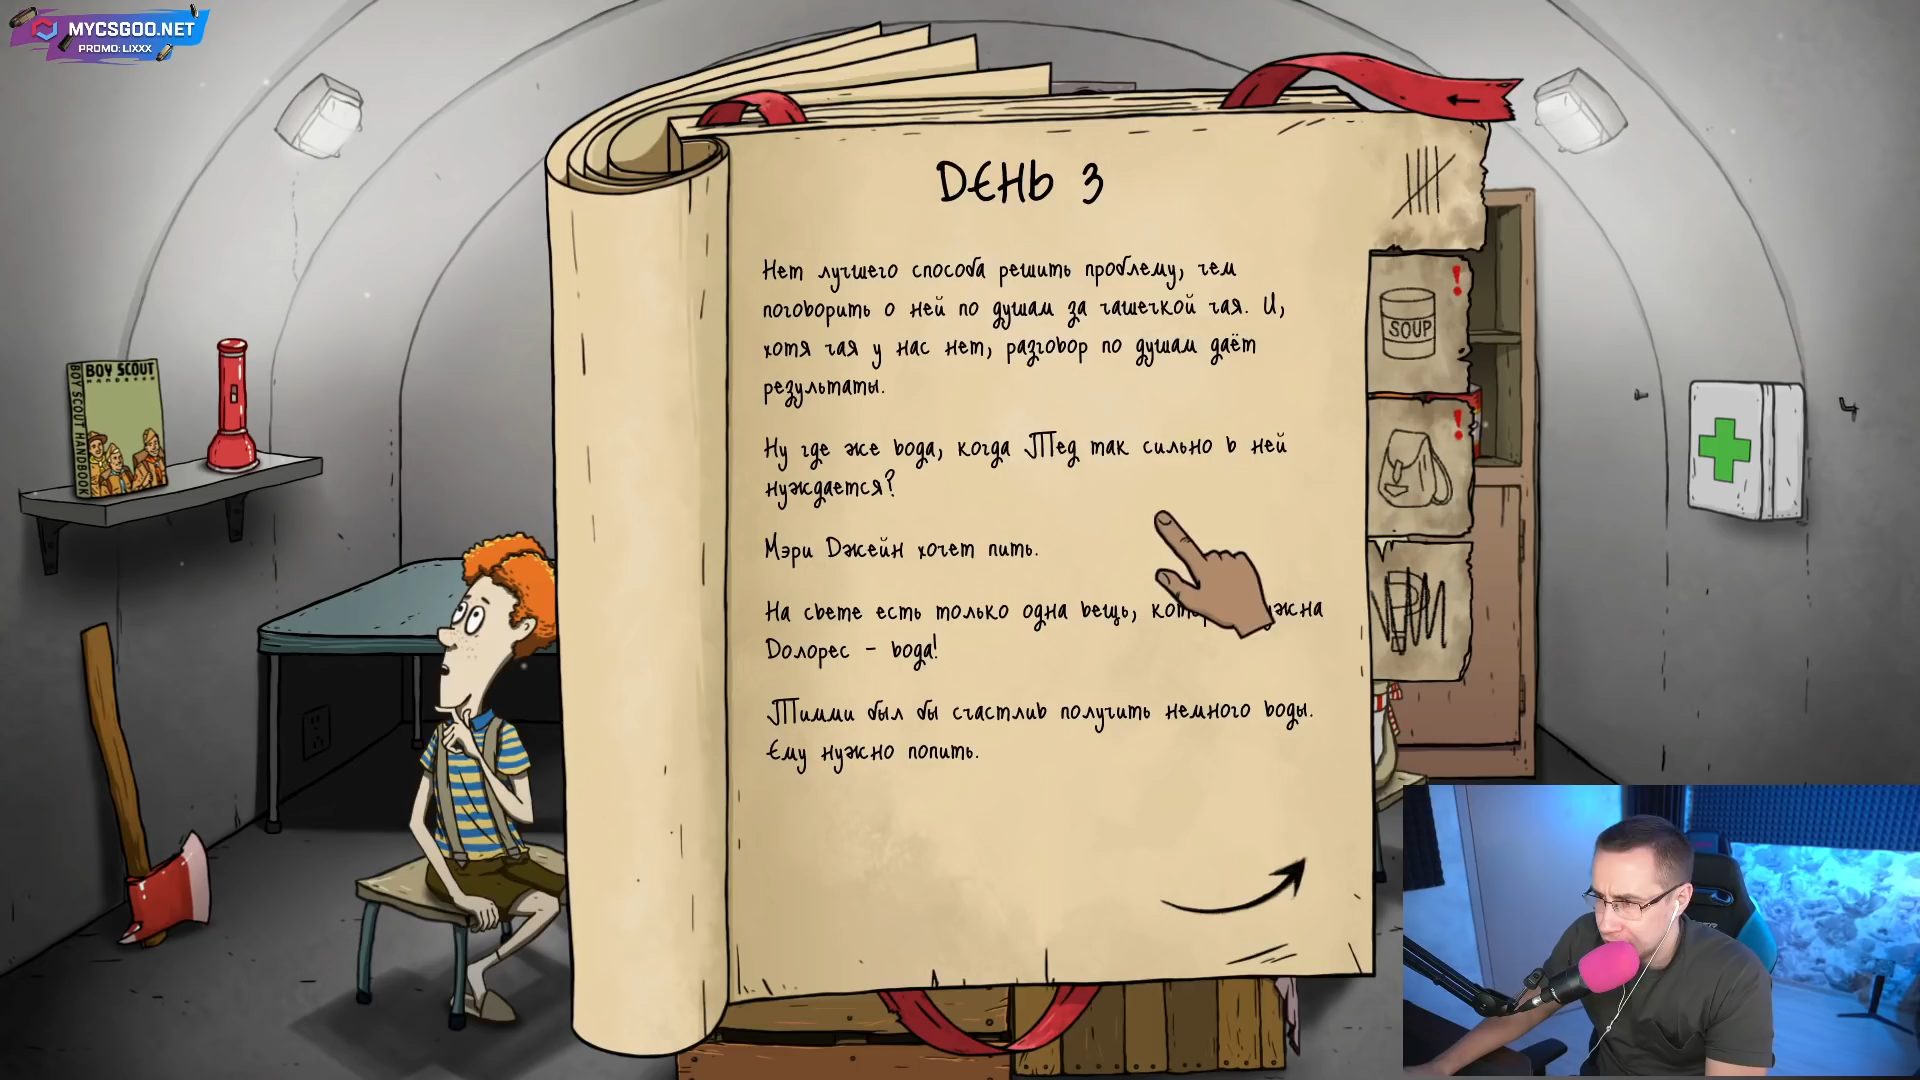 MYCSGOO.NET
PROMO: LIXXX
ДЕНЬ 3
Нет лучшего способа решить проблему, чем
поговорить о ней по душам за чашечкой чая. И,
хотя чая у нас нет, разговор по душам даёт
результаты.
Ну где же вода, когда Тед так сильно в ней
нуждается?
Мэри Джейн хочет пить.
На свете есть только одна вещь,
Долорес - вода!
Тимми был бы счастлив получить немного воды.
Ему нужно попить.
SOUP
BOY SCOUT
HANDBOOK
BOY SCOUT HANDBOOK